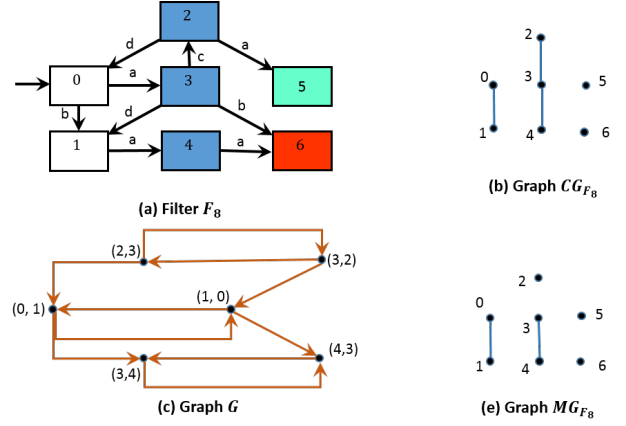 2
d
a
c
0
a
3
5
b
d
b
1
a
4
a
6
(a) Filter F₈
2
0
3
5
1
4
6
(b) Graph CG_F₈
(2,3)
(3,2)
(0, 1)
(1, 0)
(3,4)
(4,3)
(c) Graph G
2
0
3
5
1
4
6
(e) Graph MG_F₈